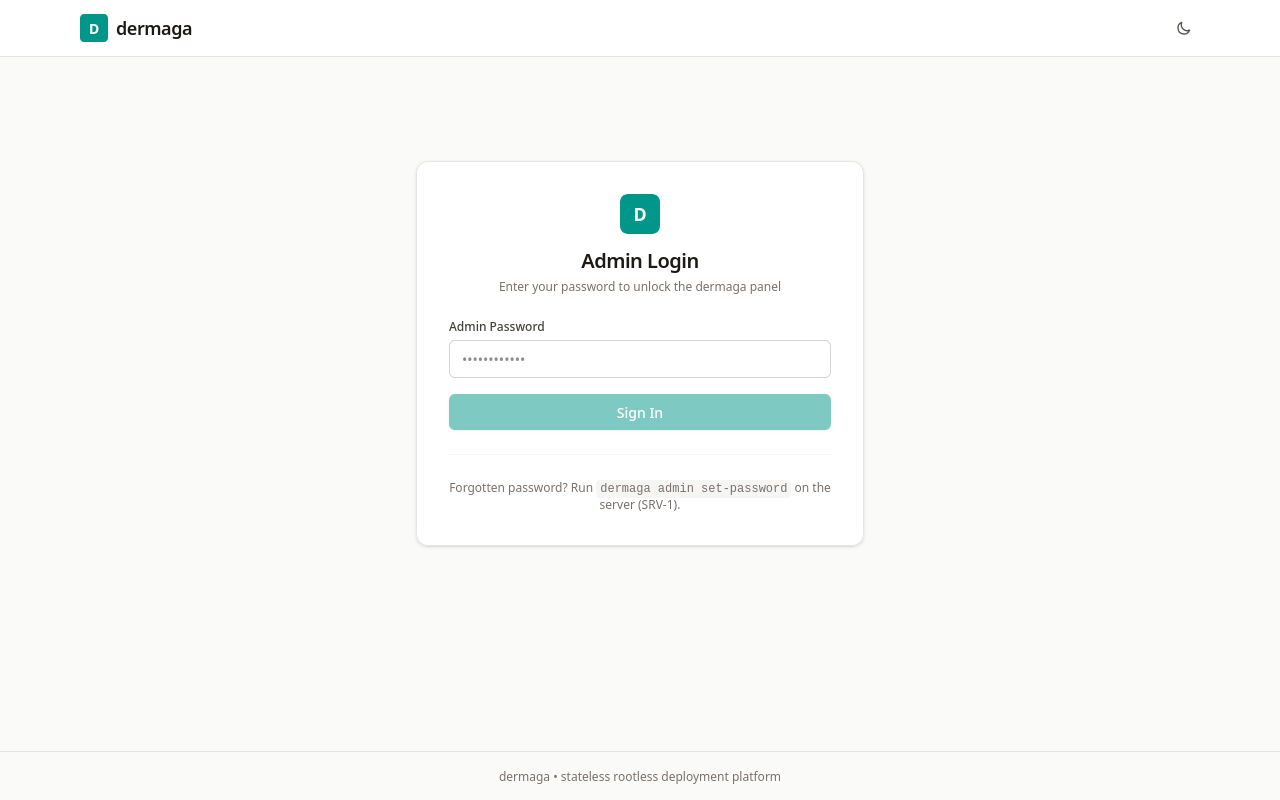 D dermaga
D
Admin Login
Enter your password to unlock the dermaga panel
Admin Password
••••••••••••
Sign In
Forgotten password? Run dermaga admin set-password on the
server (SRV-1).
dermaga • stateless rootless deployment platform